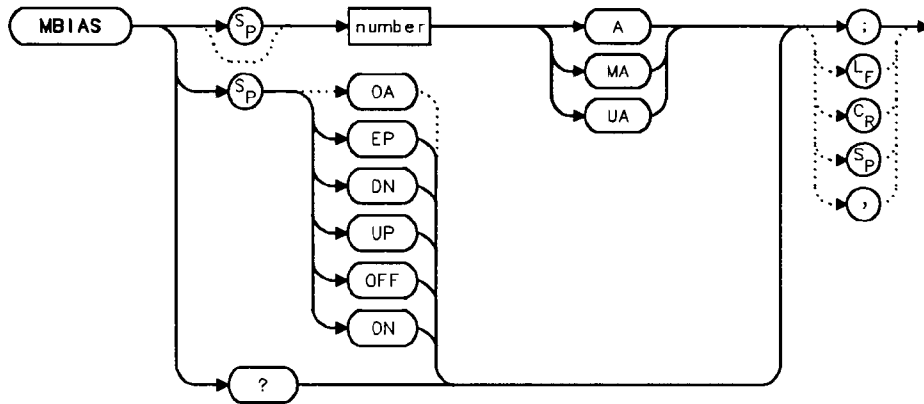 MBIAS SP number A ;
MA LF
SP OA UA CR
EP SP
DN ,
UP
OFF
ON
?